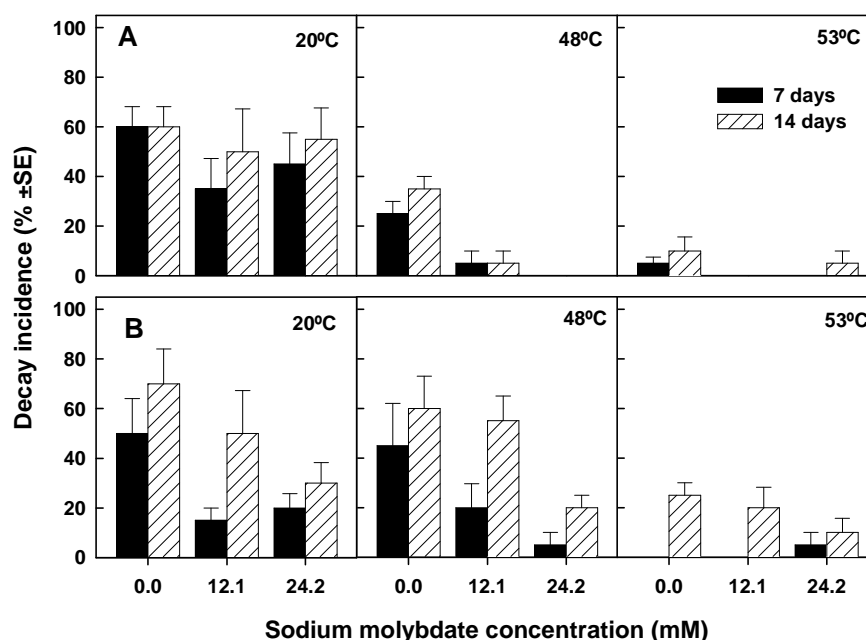 A
20ºC
48ºC
53ºC
7 days
14 days
100
80
60
40
20
0
B
20ºC
48ºC
53ºC
100
80
60
40
20
0
Decay incidence (% ±SE)
0.0 12.1 24.2 0.0 12.1 24.2 0.0 12.1 24.2
Sodium molybdate concentration (mM)